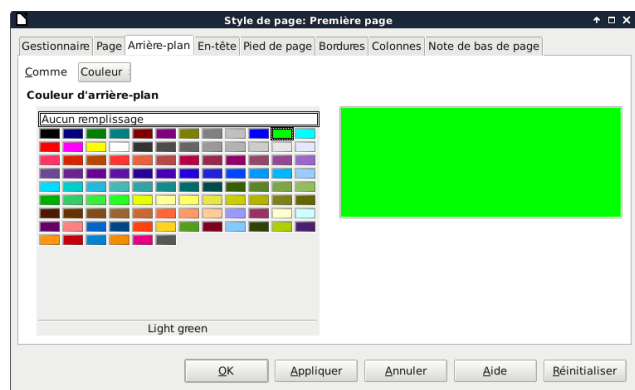 Style de page: Première page
Gestionnaire Page Arrière-plan En-tête Pied de page Bordures Colonnes Note de bas de page
Comme Couleur
Couleur d'arrière-plan
Aucun remplissage
Light green
OK Appliquer Annuler Aide Réinitialiser